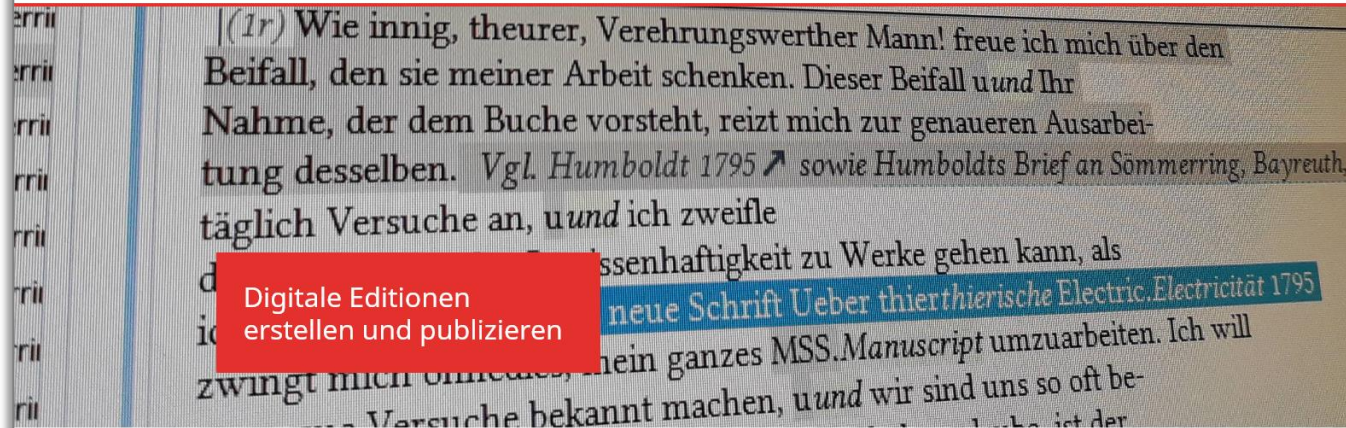 |(1r) Wie innig, theurer, Verehrungswerther Mann! freue ich mich über den
Beifall, den sie meiner Arbeit schenken. Dieser Beifall uund Ihr
Nahme, der dem Buche vorsteht, reizt mich zur genaueren Ausarbei-
tung desselben. Vgl. Humboldt 1795 ↗ sowie Humboldts Brief an Sömmerring, Bayreuth,
täglich Versuche an, uund ich zweifle
zu Werke gehen kann, als
neue Schrift Ueber thierthierische Electric.Electricität 1795
zwingt mich ganzes MSS.Manuscript umzuarbeiten. Ich will
Versuche bekannt machen, uund wir sind uns so oft be-
ist der
Digitale Editionen
erstellen und publizieren